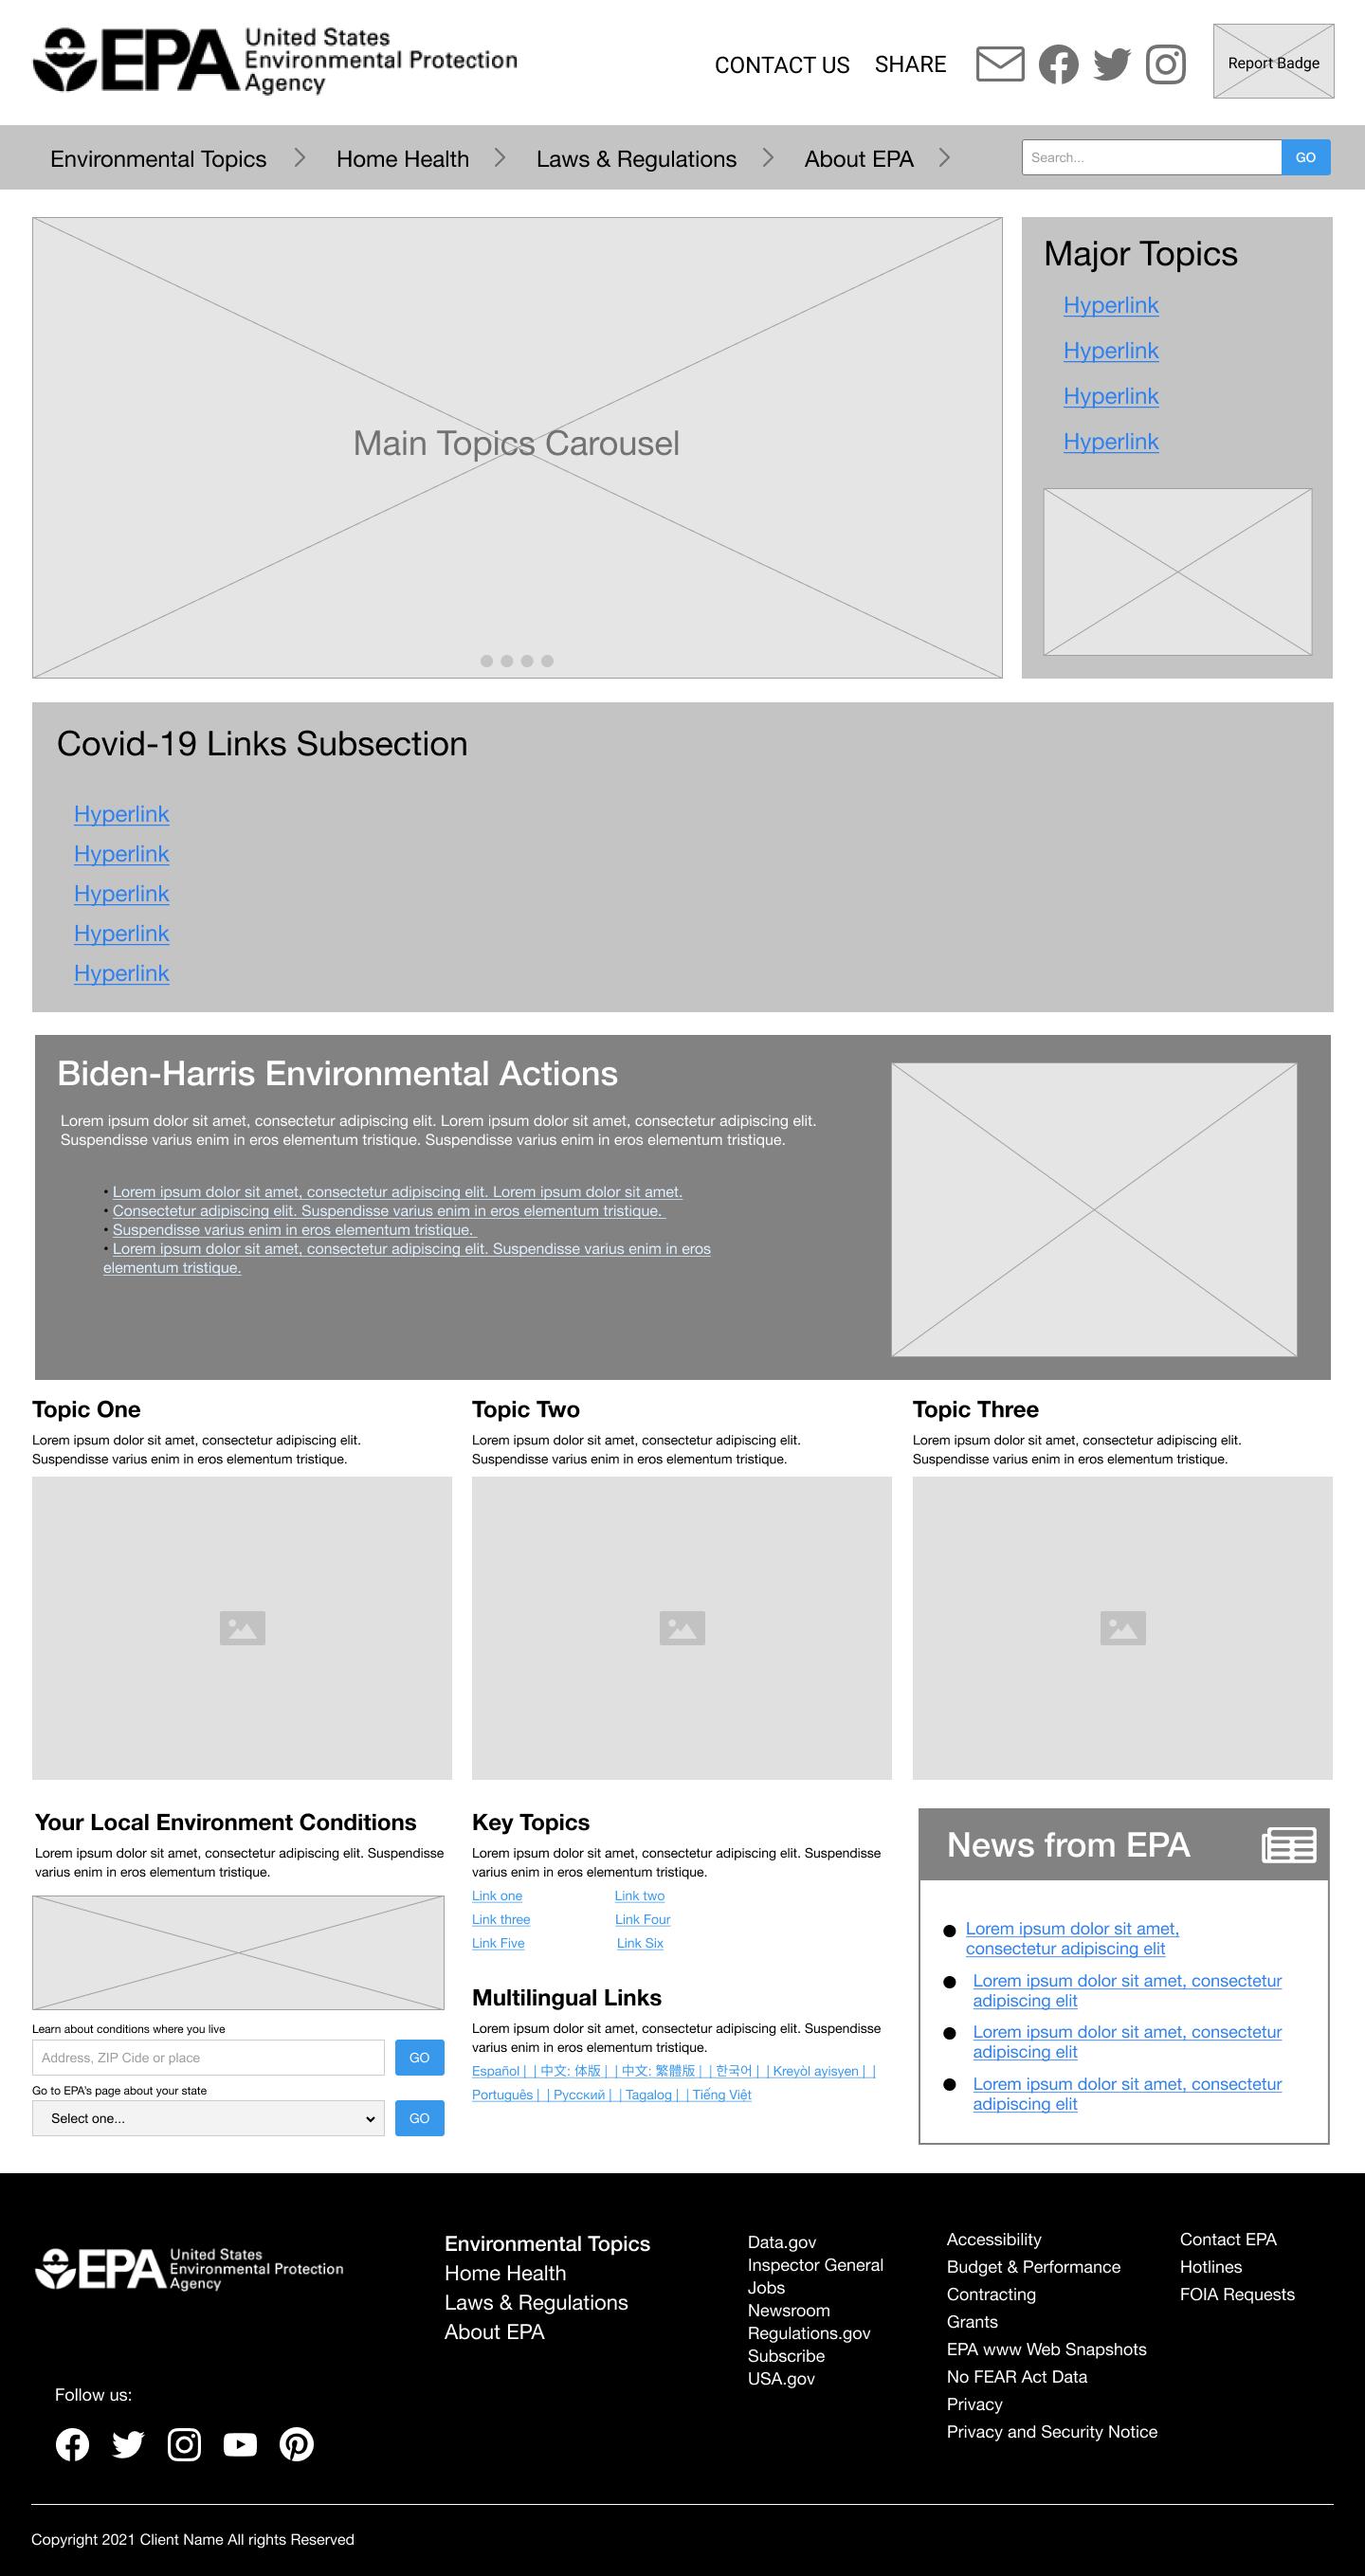 EPA United States
Environmental Protection
Agency
CONTACT US
SHARE
Report Badge
Environmental Topics
Home Health
Laws & Regulations
About EPA
Search...
GO
Main Topics Carousel
Major Topics
Hyperlink
Hyperlink
Hyperlink
Hyperlink
Covid-19 Links Subsection
Hyperlink
Hyperlink
Hyperlink
Hyperlink
Hyperlink
Biden-Harris Environmental Actions
Lorem ipsum dolor sit amet, consectetur adipiscing elit. Lorem ipsum dolor sit amet, consectetur adipiscing elit.
Suspendisse varius enim in eros elementum tristique. Suspendisse varius enim in eros elementum tristique.
• Lorem ipsum dolor sit amet, consectetur adipiscing elit. Lorem ipsum dolor sit amet.
• Consectetur adipiscing elit. Suspendisse varius enim in eros elementum tristique.
• Suspendisse varius enim in eros elementum tristique.
• Lorem ipsum dolor sit amet, consectetur adipiscing elit. Suspendisse varius enim in eros
elementum tristique.
Topic One
Lorem ipsum dolor sit amet, consectetur adipiscing elit.
Suspendisse varius enim in eros elementum tristique.
Topic Two
Lorem ipsum dolor sit amet, consectetur adipiscing elit.
Suspendisse varius enim in eros elementum tristique.
Topic Three
Lorem ipsum dolor sit amet, consectetur adipiscing elit.
Suspendisse varius enim in eros elementum tristique.
Your Local Environment Conditions
Lorem ipsum dolor sit amet, consectetur adipiscing elit. Suspendisse
varius enim in eros elementum tristique.
Learn about conditions where you live
Address, ZIP Cide or place
GO
Go to EPA's page about your state
Select one...
GO
Key Topics
Lorem ipsum dolor sit amet, consectetur adipiscing elit. Suspendisse
varius enim in eros elementum tristique.
Link one
Link two
Link three
Link Four
Link Five
Link Six
Multilingual Links
Lorem ipsum dolor sit amet, consectetur adipiscing elit. Suspendisse
varius enim in eros elementum tristique.
Español | | 中文: 体版 | | 中文: 繁體版 | | 한국어 | | Kreyòl ayisyen | |
Português | | Русский | | Tagalog | | Tiếng Việt
News from EPA
Lorem ipsum dolor sit amet,
consectetur adipiscing elit
Lorem ipsum dolor sit amet, consectetur
adipiscing elit
Lorem ipsum dolor sit amet, consectetur
adipiscing elit
Lorem ipsum dolor sit amet, consectetur
adipiscing elit
EPA United States
Environmental Protection
Agency
Follow us:
Environmental Topics
Home Health
Laws & Regulations
About EPA
Data.gov
Inspector General
Jobs
Newsroom
Regulations.gov
Subscribe
USA.gov
Accessibility
Budget & Performance
Contracting
Grants
EPA www Web Snapshots
No FEAR Act Data
Privacy
Privacy and Security Notice
Contact EPA
Hotlines
FOIA Requests
Copyright 2021 Client Name All rights Reserved